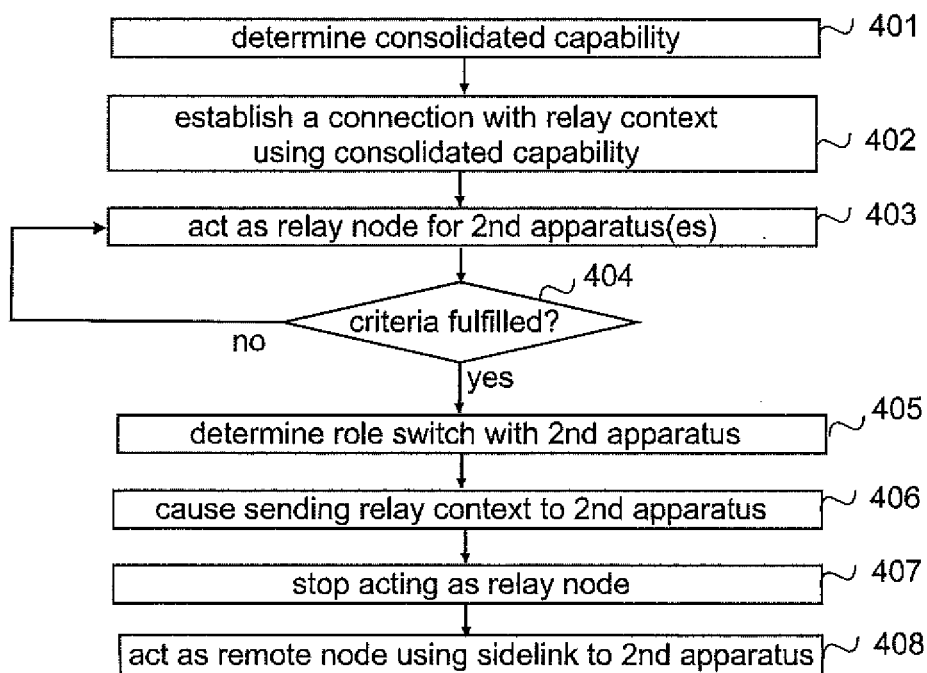 determine consolidated capability
401
establish a connection with relay context
using consolidated capability
402
act as relay node for 2nd apparatus(es)
403
404
criteria fulfilled?
no
yes
405
determine role switch with 2nd apparatus
cause sending relay context to 2nd apparatus
406
stop acting as relay node
407
act as remote node using sidelink to 2nd apparatus
408